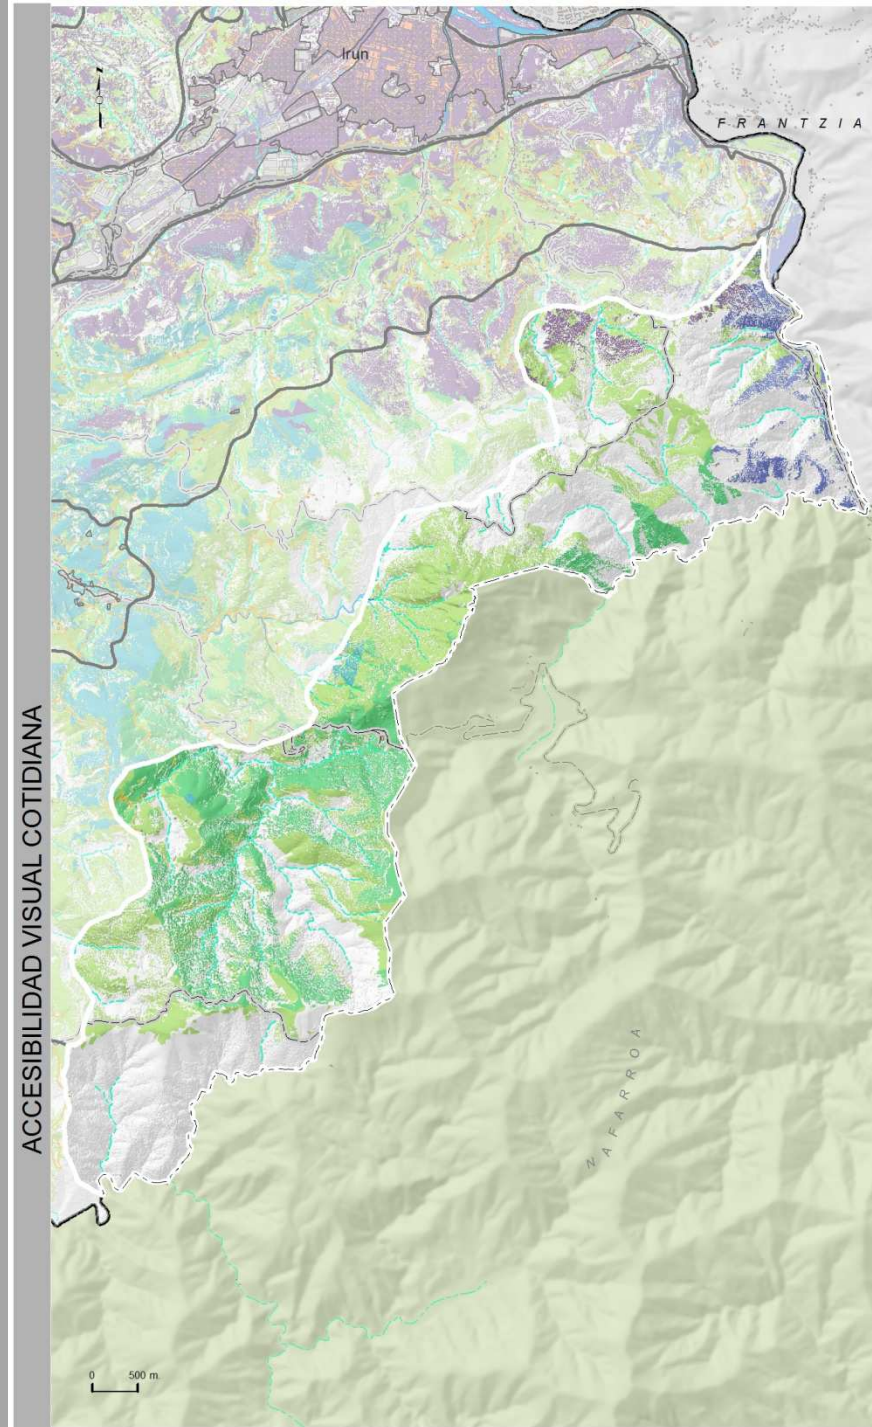 ACCESIBILIDAD VISUAL COTIDIANA
Irun
FRANTZIA
NAFARROA
0 500 m.